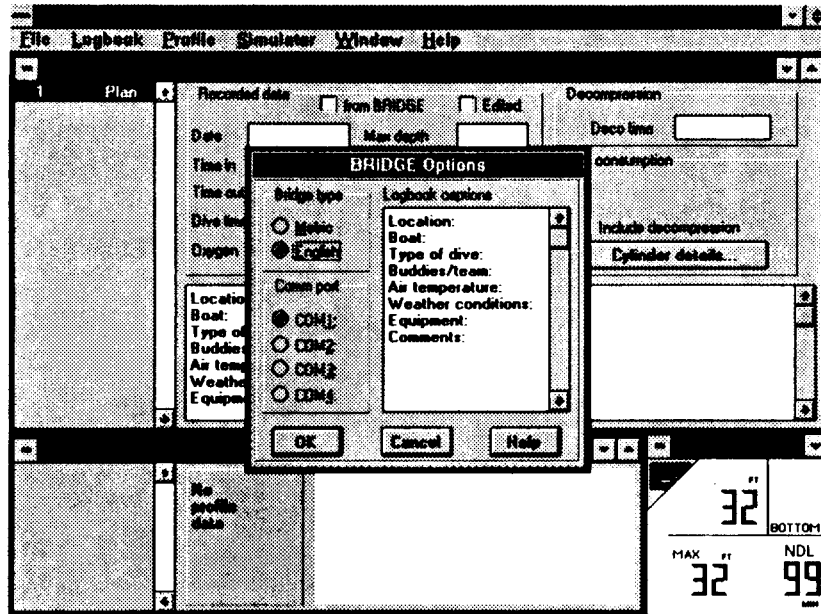 File Logbook Profile Simulator Window Help
1 Plan
Recorded data
from BRIDGE
Edited
Decompression
Date
Max depth
Deco time
Time in
consumption
Time out
Dive time
Include decompression
Oxygen
Cylinder details...
BRIDGE Options
Bridge type
Metric
English
Comm port
COM1:
COM2
COM3
COM4
Logbook captions
Location:
Boat:
Type of dive:
Buddies/team:
Air temperature:
Weather conditions:
Equipment:
Comments:
OK
Cancel
Help
Location
Boat:
Type of
Buddies
Air temp
Weathe
Equipm
No
profile
data
FT
32
BOTTOM
MAX FT
32
NDL
99
MIN